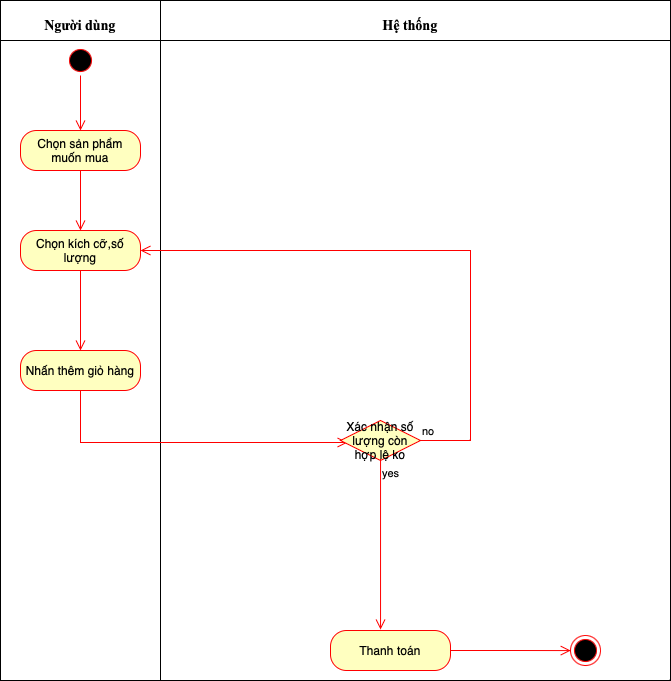 Người dùng
Hệ thống
Chọn sản phẩm
muốn mua
Chọn kích cỡ,số
lượng
Nhấn thêm giỏ hàng
Xác nhận số
lượng còn
hợp lệ ko
no
yes
Thanh toán